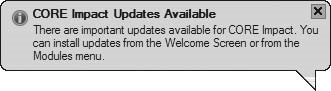 CORE Impact Updates Available
There are important updates available for CORE Impact. You
can install updates from the Welcome Screen or from the
Modules menu.